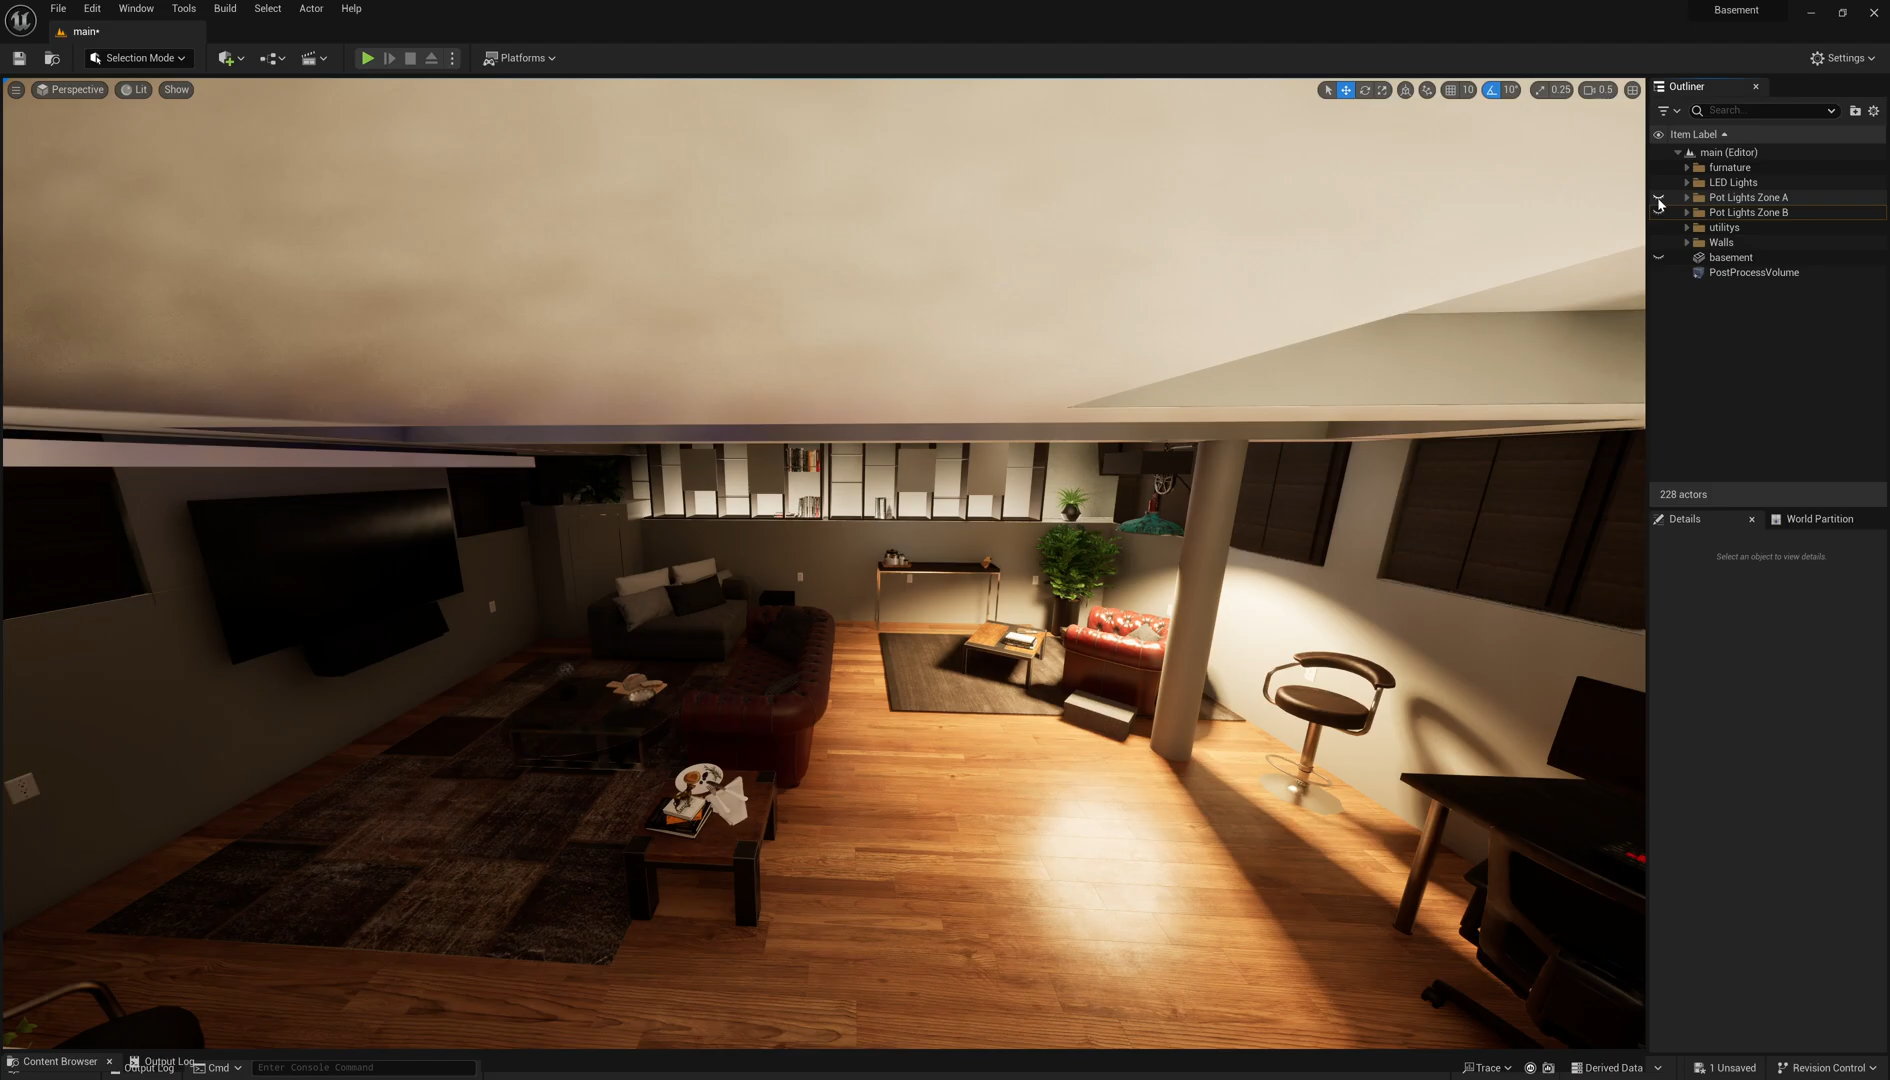 File Edit Window Tools Build Select Actor Help
Basement
main*
Selection Mode
Platforms
Settings
Perspective Lit Show
10 10° 0.25 0.5
Outliner
Search...
Item Label
main (Editor)
furnature
LED Lights
Pot Lights Zone A
Pot Lights Zone B
utilitys
Walls
basement
PostProcessVolume
228 actors
Details
World Partition
Select an object to view details.
Content Browser
Output Log
Output Log
Cmd
Enter Console Command
Trace
Derived Data
1 Unsaved
Revision Control